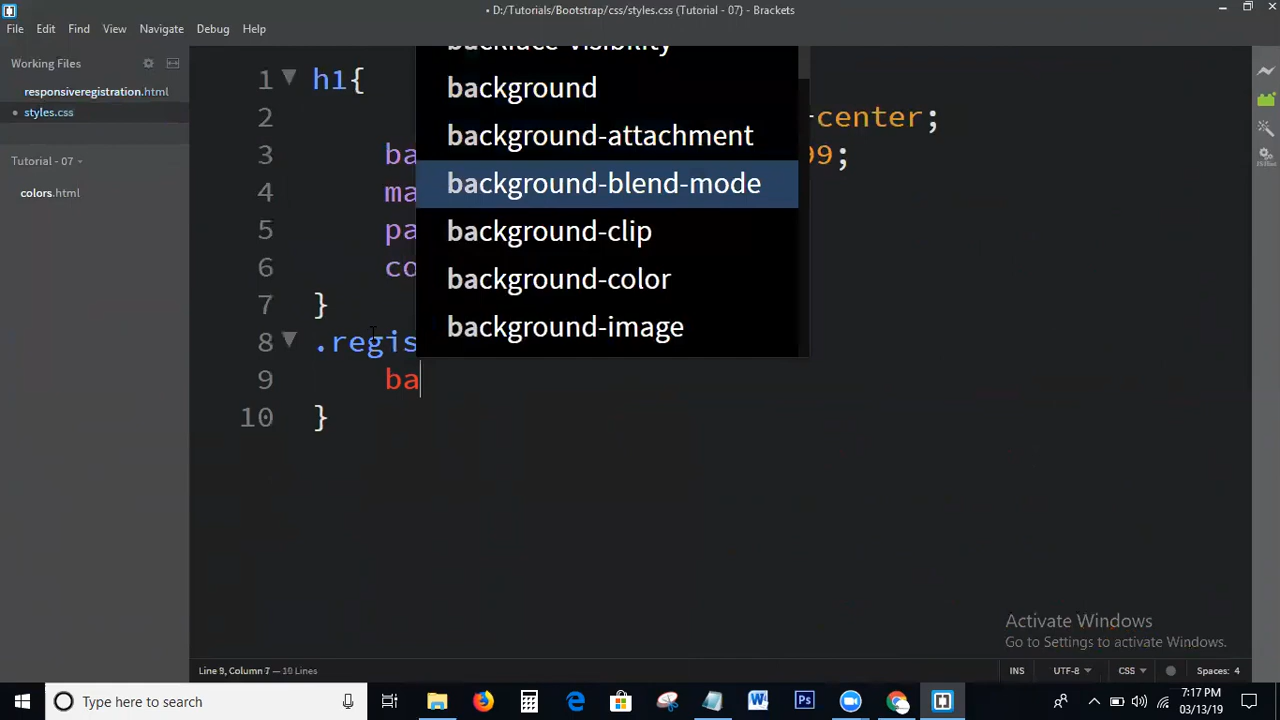 D:/Tutorials/Bootstrap/css/styles.css (Tutorial - 07) - Brackets
File Edit Find View Navigate Debug Help
Working Files
responsiveregistration.html
styles.css
Tutorial - 07
colors.html
backface-visibility
background
background-attachment
background-blend-mode
background-clip
background-color
background-image
1 h1{
2 center;
3 ba 99;
4 ma
5 pa
6 co
7 }
8 .regis
9 ba
10 }
Activate Windows
Go to Settings to activate Windows.
Line 9, Column 7 — 10 Lines
INS UTF-8 CSS Spaces: 4
Type here to search
7:17 PM
03/13/19